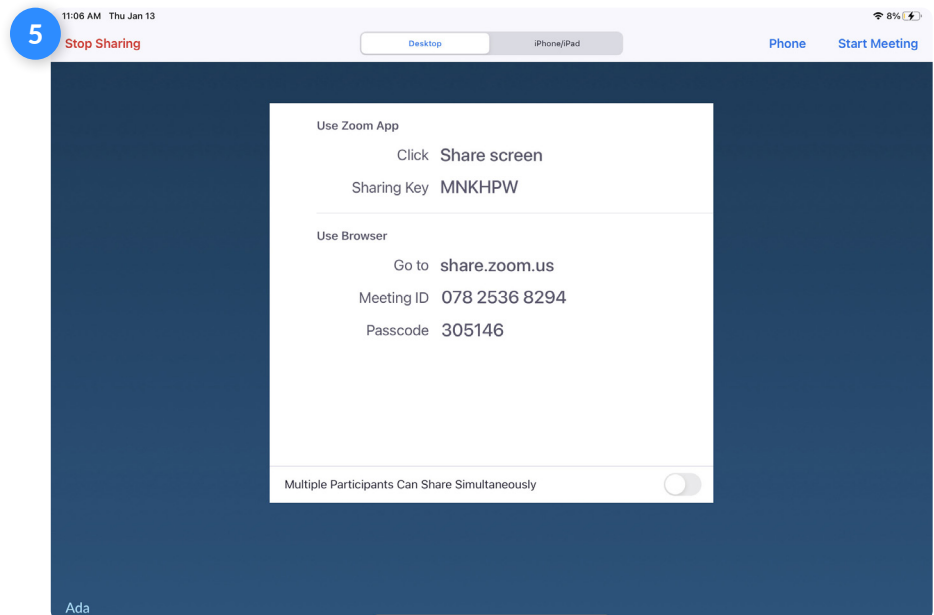 5
11:06 AM Thu Jan 13
8%
Stop Sharing
Desktop
iPhone/iPad
Phone
Start Meeting
Use Zoom App
Click Share screen
Sharing Key MNKHPW
Use Browser
Go to share.zoom.us
Meeting ID 078 2536 8294
Passcode 305146
Multiple Participants Can Share Simultaneously
Ada